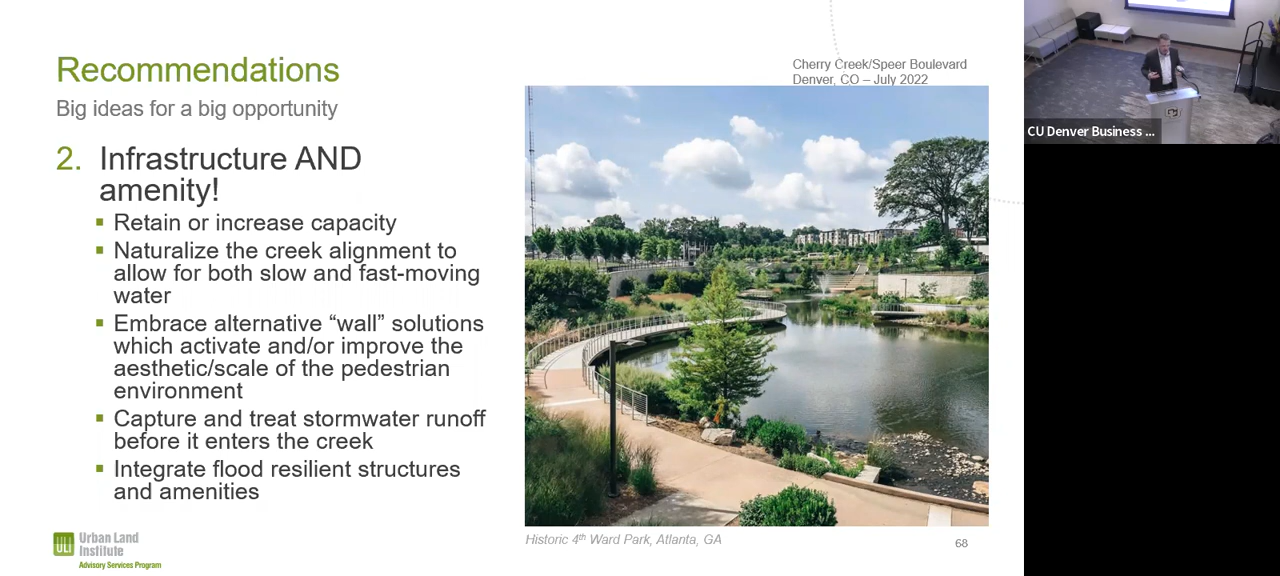 Recommendations
Big ideas for a big opportunity
Cherry Creek/Speer Boulevard
Denver, CO – July 2022
2. Infrastructure AND
amenity!
▪ Retain or increase capacity
▪ Naturalize the creek alignment to
allow for both slow and fast-moving
water
▪ Embrace alternative “wall” solutions
which activate and/or improve the
aesthetic/scale of the pedestrian
environment
▪ Capture and treat stormwater runoff
before it enters the creek
▪ Integrate flood resilient structures
and amenities
Historic 4th Ward Park, Atlanta, GA
68
ULI Urban Land
Institute
Advisory Services Program
CU Denver Business ...